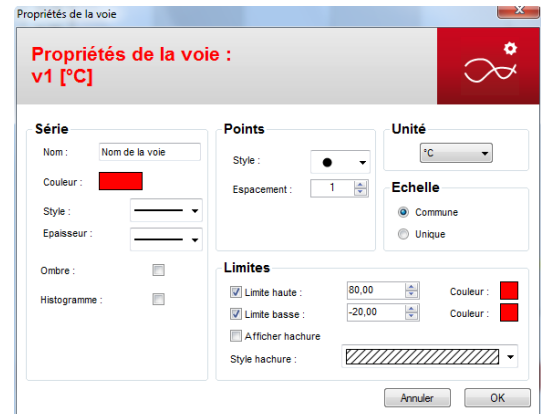 Propriétés de la voie
Propriétés de la voie :
v1 [°C]
Série
Nom :
Nom de la voie
Couleur :
Style :
Epaisseur :
Ombre :
Histogramme :
Points
Style :
Espacement :
1
Unité
°C
Echelle
Commune
Unique
Limites
Limite haute :
80,00
Couleur :
Limite basse :
-20,00
Couleur :
Afficher hachure
Style hachure :
Annuler
OK